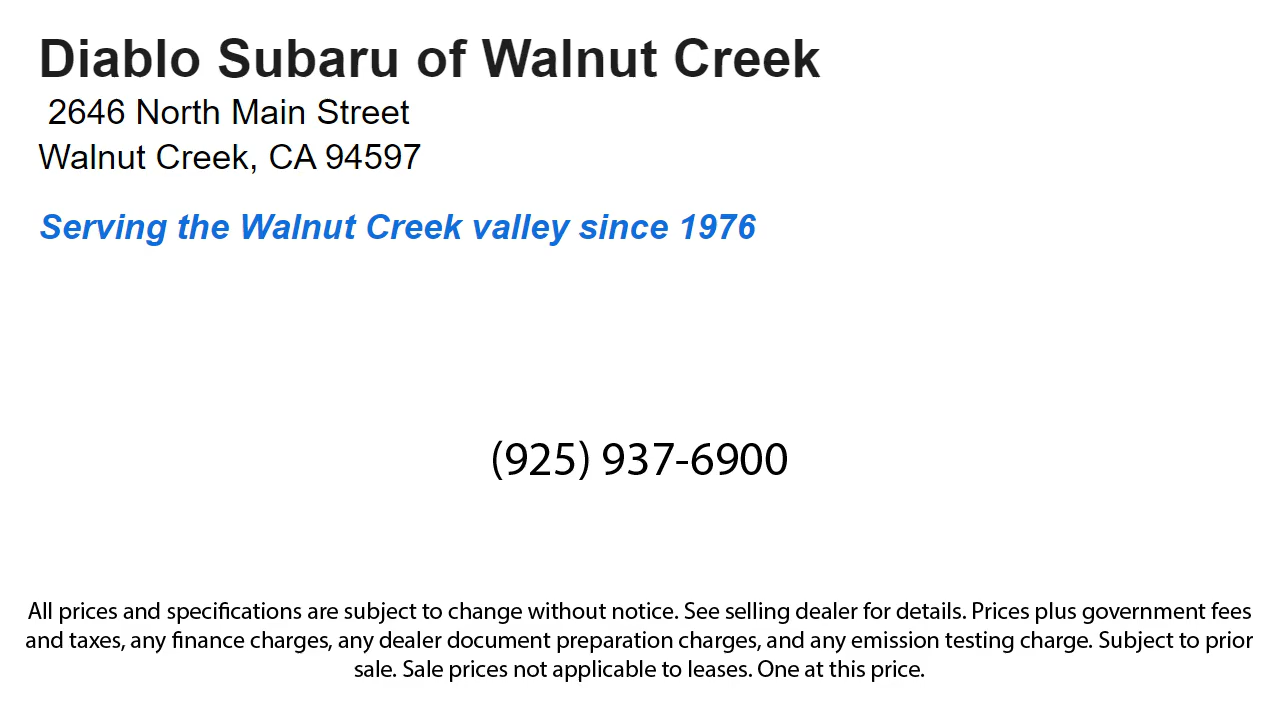 Diablo Subaru of Walnut Creek
2646 North Main Street
Walnut Creek, CA 94597
Serving the Walnut Creek valley since 1976
(925) 937-6900
All prices and specifications are subject to change without notice. See selling dealer for details. Prices plus government fees
and taxes, any finance charges, any dealer document preparation charges, and any emission testing charge. Subject to prior
sale. Sale prices not applicable to leases. One at this price.